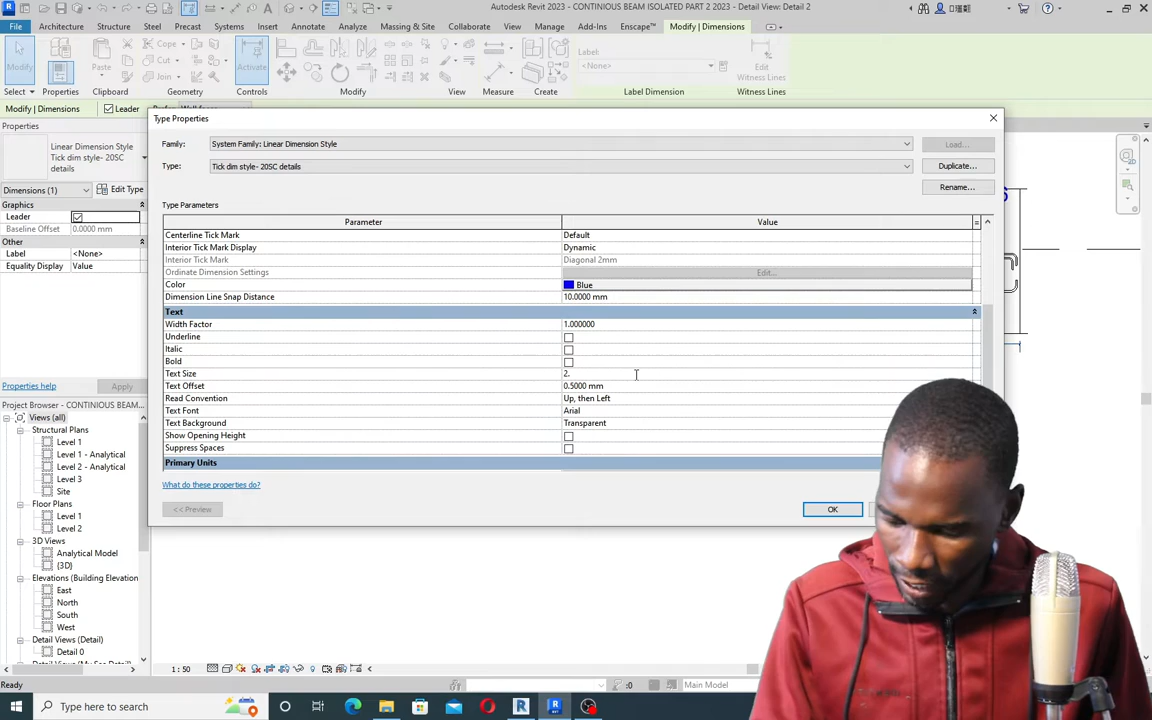 Autodesk Revit 2023 - CONTINIOUS BEAM ISOLATED PART 2 2023 - Detail View: Detail 2
File Architecture Structure Steel Precast Systems Insert Annotate Analyze Massing & Site Collaborate View Manage Add-Ins Enscape™ Modify | Dimensions
Modify Paste Cope Cut Join Activate Label: <None> Edit Witness Lines
Select Properties Clipboard Geometry Controls Modify View Measure Create Label Dimension Witness Lines
Modify | Dimensions Leader
Properties
Linear Dimension Style
Tick dim style- 20SC
details
Dimensions (1) Edit Type
Graphics
Leader
Baseline Offset 0.0000 mm
Other
Label <None>
Equality Display Value
Properties help Apply
Type Properties
Family: System Family: Linear Dimension Style Load...
Type: Tick dim style- 20SC details Duplicate...
Rename...
Type Parameters
Parameter Value
Centerline Tick Mark Default
Interior Tick Mark Display Dynamic
Interior Tick Mark Diagonal 2mm
Ordinate Dimension Settings Edit...
Color Blue
Dimension Line Snap Distance 10.0000 mm
Text
Width Factor 1.000000
Underline
Italic
Bold
Text Size 2.
Text Offset 0.5000 mm
Read Convention Up, then Left
Text Font Arial
Text Background Transparent
Show Opening Height
Suppress Spaces
Primary Units
What do these properties do?
<< Preview OK
Project Browser - CONTINIOUS BEAM...
Views (all)
Structural Plans
Level 1
Level 1 - Analytical
Level 2 - Analytical
Level 3
Site
Floor Plans
Level 1
Level 2
3D Views
Analytical Model
{3D}
Elevations (Building Elevation
East
North
South
West
Detail Views (Detail)
Detail 0
1 : 50
Ready :0 Main Model
Type here to search